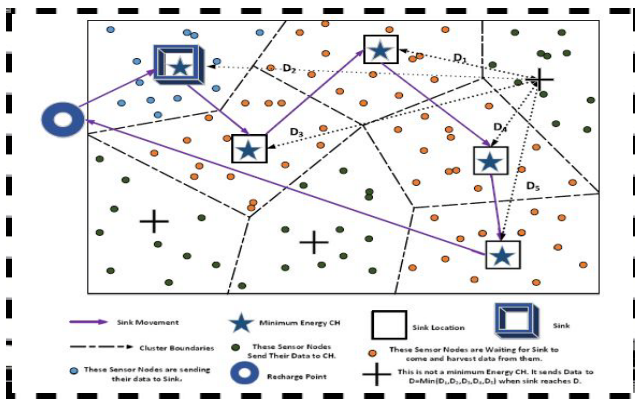 D₁
D₂
D₃
D₄
D₅
Sink Movement
Minimum Energy CH
Sink Location
Sink
Cluster Boundaries
These Sensor Nodes
Send Their Data to CH.
These Sensor Nodes are Waiting for Sink to
come and harvest data from them.
These Sensor Nodes are sending
their data to Sink.
Recharge Point
This is not a minimum Energy CH. It sends Data to
D=Min(D₁,D₂,D₃,D₄,D₅) when sink reaches D.